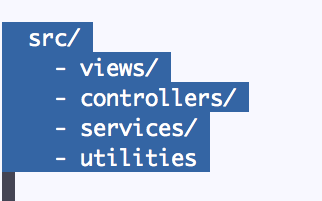 src/
- views/
- controllers/
- services/
- utilities